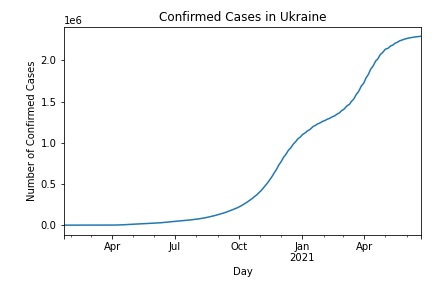 Confirmed Cases in Ukraine
1e6
Number of Confirmed Cases
2.0
1.5
1.0
0.5
0.0
Apr Jul Oct Jan Apr
2021
Day